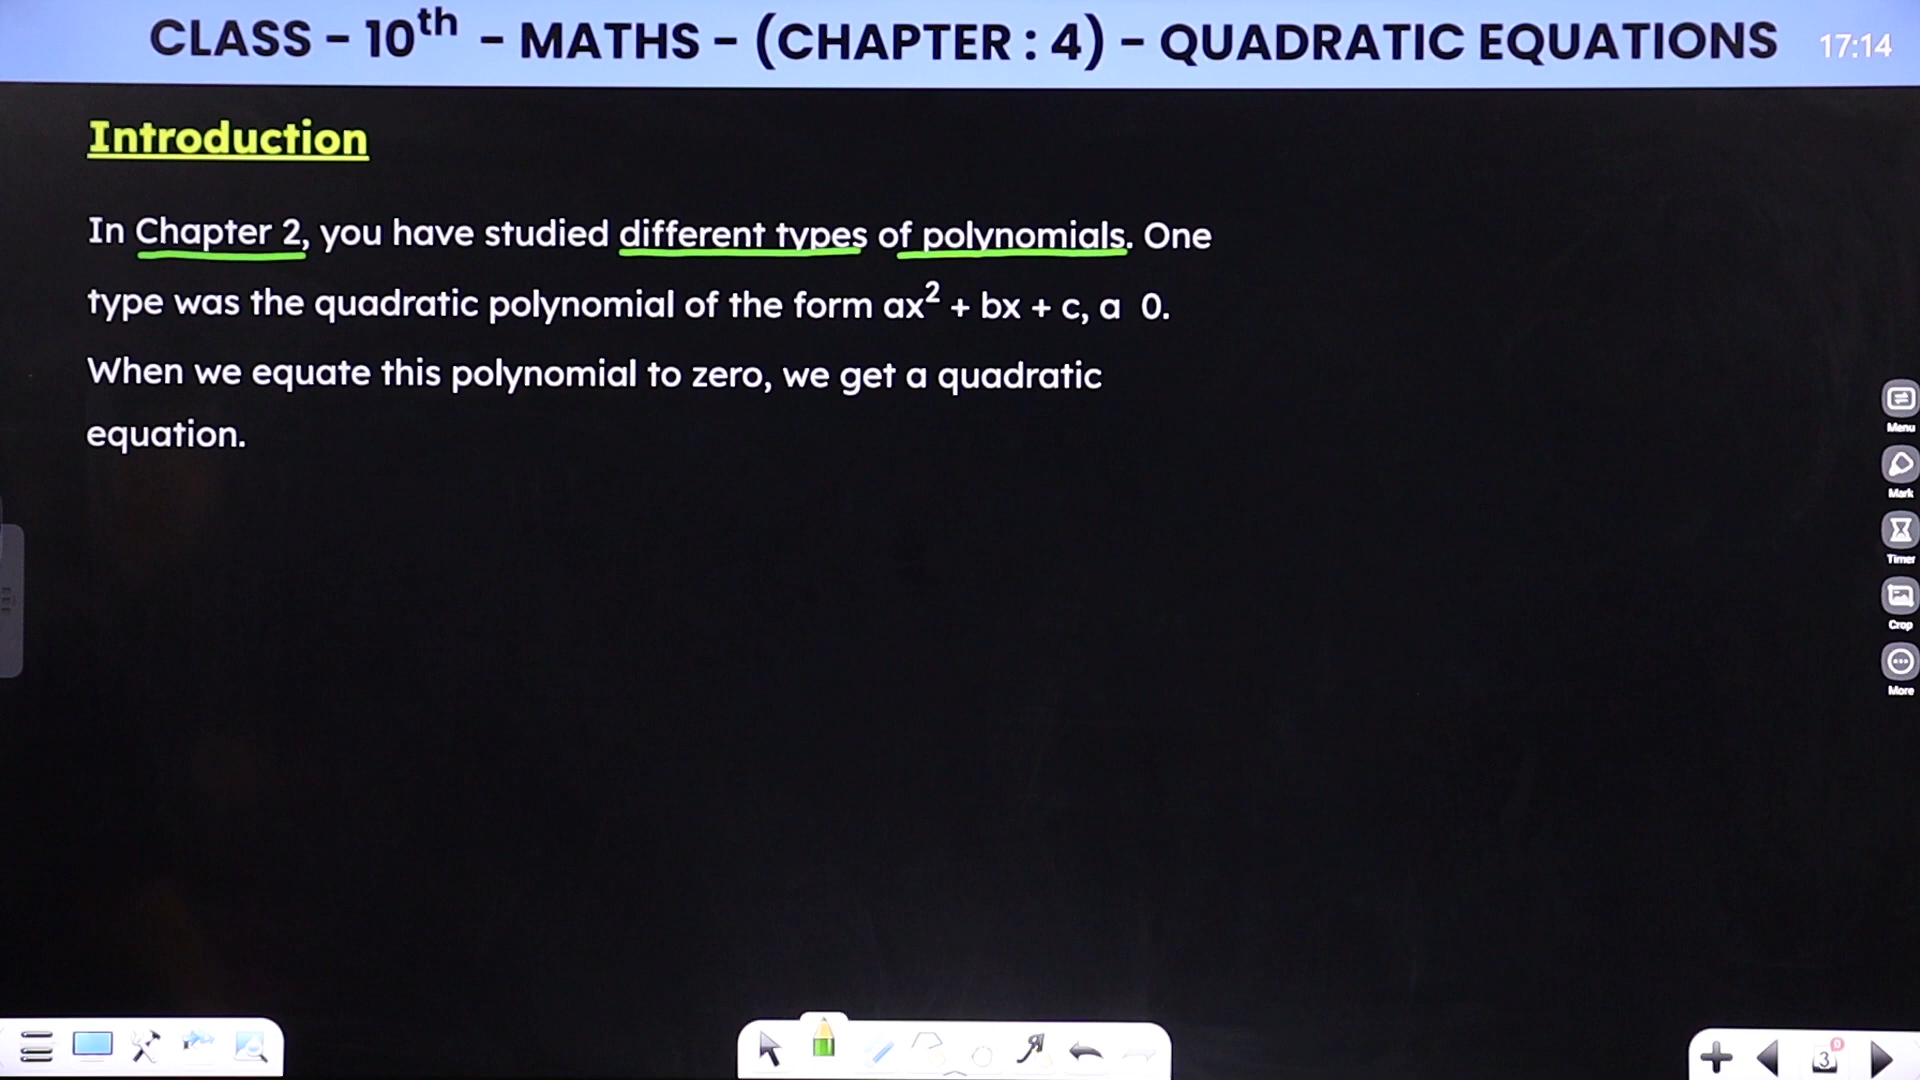 CLASS - 10th - MATHS - (CHAPTER : 4) - QUADRATIC EQUATIONS 17:14
Introduction
In Chapter 2, you have studied different types of polynomials. One
type was the quadratic polynomial of the form ax² + bx + c, a 0.
When we equate this polynomial to zero, we get a quadratic
equation.
Menu
Mark
Timer
Crop
More
3
0